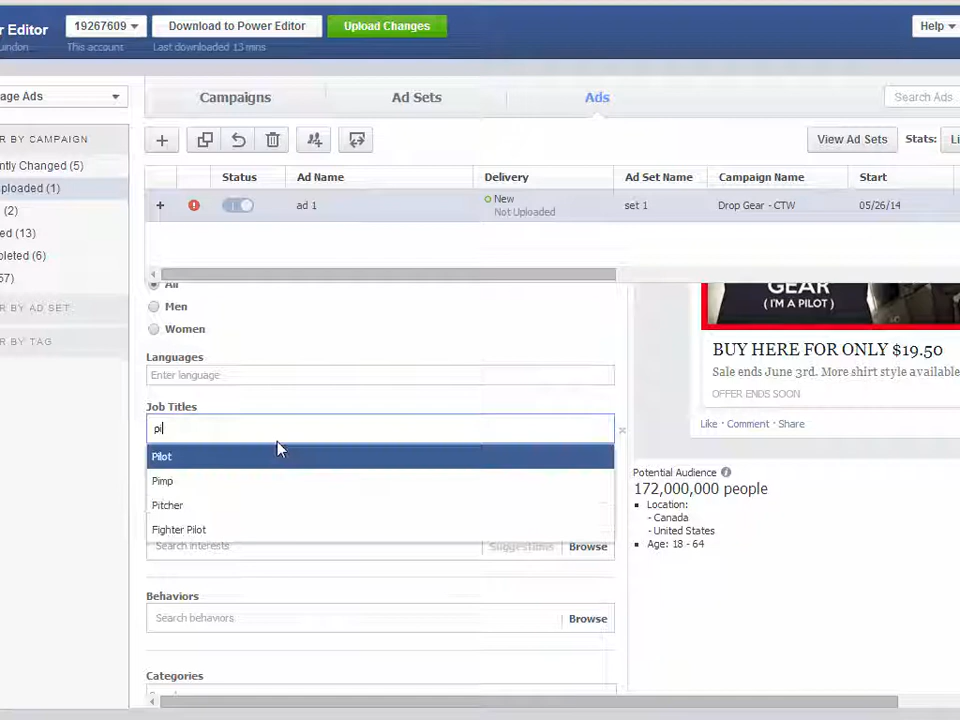 r Editor
19267609
Download to Power Editor
Upload Changes
Help
ondon
This account
Last downloaded 13 mins
age Ads
Campaigns
Ad Sets
Ads
Search Ads
R BY CAMPAIGN
ntly Changed (5)
ploaded (1)
(2)
ed (13)
pleted (6)
57)
R BY AD SET
R BY TAG
View Ad Sets
Stats:
Li
Status
Ad Name
Delivery
Ad Set Name
Campaign Name
Start
ad 1
New
Not Uploaded
set 1
Drop Gear - CTW
05/26/14
All
Men
Women
Languages
Enter language
Job Titles
pi
Pilot
Pimp
Pitcher
Fighter Pilot
Search interests
Suggestions
Browse
Behaviors
Search behaviors
Browse
Categories
GEAR
( I'M A PILOT )
BUY HERE FOR ONLY $19.50
Sale ends June 3rd. More shirt style available
OFFER ENDS SOON
Like · Comment · Share
Potential Audience
172,000,000 people
Location:
- Canada
- United States
Age: 18 - 64